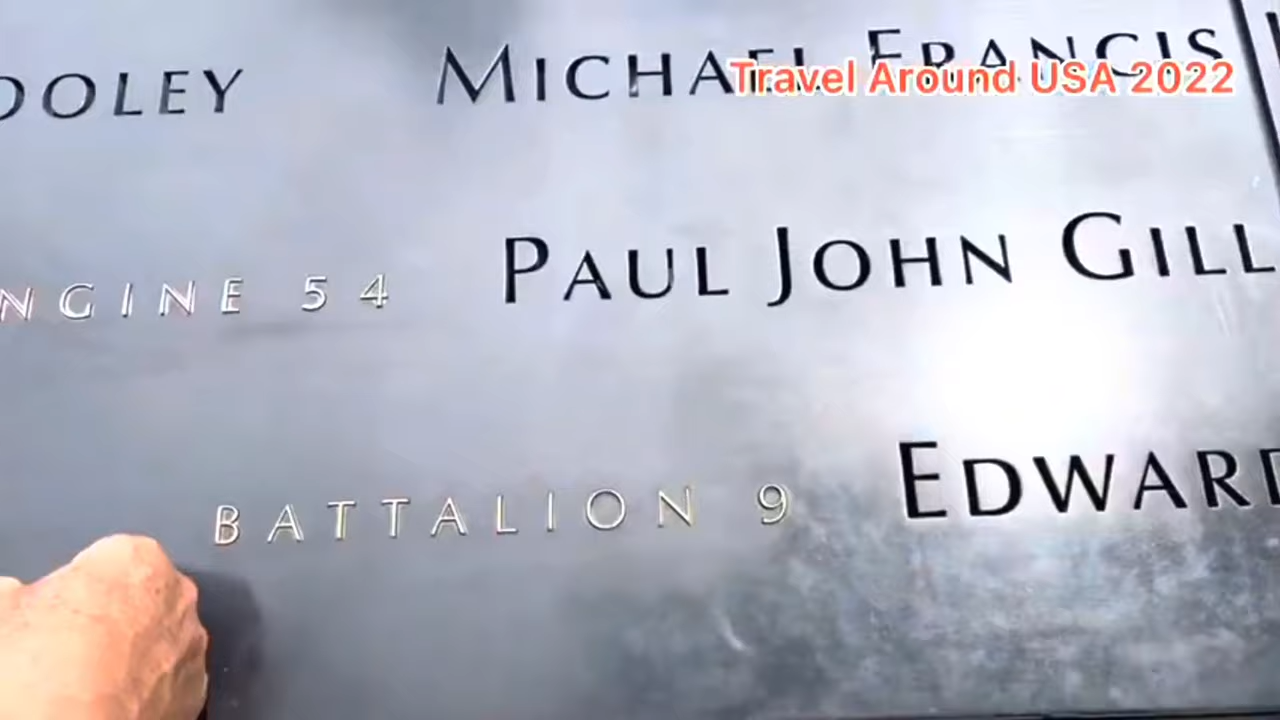 OOLEY MICHAEL FRANCIS
Travel Around USA 2022
NGINE 54 PAUL JOHN GILL
BATTALION 9 EDWARD